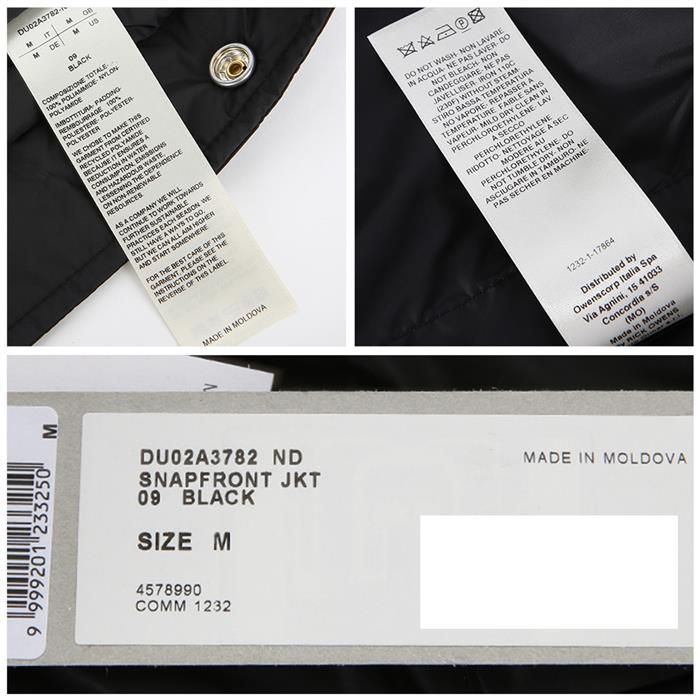 DU02A3782-N
M IT M GB
M DE M US
09
BLACK
COMPOSIZIONE TOTALE-
100% POLIAMMIDE- NYLON-
POLYAMIDE
IMBOTTITURA- PADDING-
REMBOURRAGE 100%
POLIESTERE- POLYESTER-
POLYESTER
WE CHOSE TO MAKE THIS
GARMENT FROM CERTIFIED
RECYCLED POLYAMIDE
BECAUSE IT ENSURES A
REDUCTION IN WATER
CONSUMPTION, EMISSIONS
AND HAZARDOUS WASTE,
LESSENING THE DEPENDENCE
ON NON-RENEWABLE
RESOURCES
AS A COMPANY WE WILL
CONTINUE TO WORK TOWARDS
FURTHER SUSTAINABLE
PRACTICES EACH SEASON. WE
STILL HAVE A WAYS TO GO
BUT WE CAN ALL AIM HIGHER
AND START SOMEWHERE.
FOR THE BEST CARE OF THIS
GARMENT, PLEASE SEE THE
INSTRUCTIONS ON THE
REVERSE OF THIS LABEL.
MADE IN MOLDOVA
DO NOT WASH- NON LAVARE
IN ACQUA- NE PAS LAVER- DO
NOT BLEACH- NON
CANDEGGIARE- NE PAS
JAVELLISER- IRON 110C
(230F) WITHOUT STEAM-
STIRO BASSA TEMPERATURA
NO VAPORE- REPASSER A
TEMPERATURE FAIBLE SANS
VAPEUR- MILD DRY CLEAN IN
PERCHLOROETHYLENE- LAV
A SECCO
PERCHLOROETHYLENE
RIDOTTO- NETTOYAGE A SEC
MODERE AU
PERCHLOROETHYLENE- DO
NOT TUMBLE DRY- NON
ASCIUGARE IN TAMBURO- NE
PAS SECHER EN MACHINE-
1232-1-17864
Distributed by
Owenscorp Italia Spa
Via Agnini, 15 41033
Concordia s/S
(MO)
Made in Moldova
by RICK OWENS
M
9 999201 233250
DU02A3782 ND
SNAPFRONT JKT
09 BLACK
MADE IN MOLDOVA
SIZE M
4578990
COMM 1232